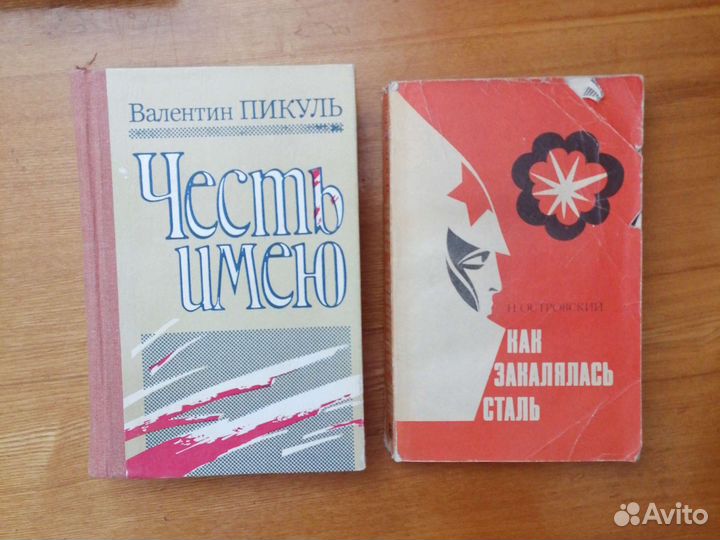 Валентин ПИКУЛЬ
Честь
имею
Н. ОСТРОВСКИЙ
КАК
ЗАКАЛЯЛАСЬ
СТАЛЬ
Avito